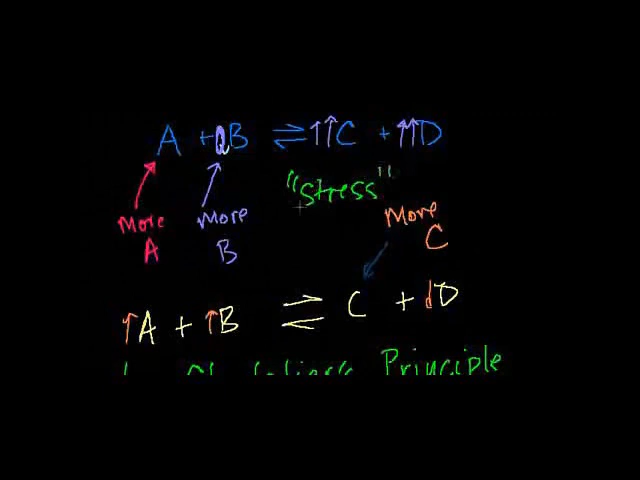 A + B ⇌ ↑↑C + ↑↑D
"Stress"
More A
More B
More C
↑A + ↑B ⇌ C + D
Principle